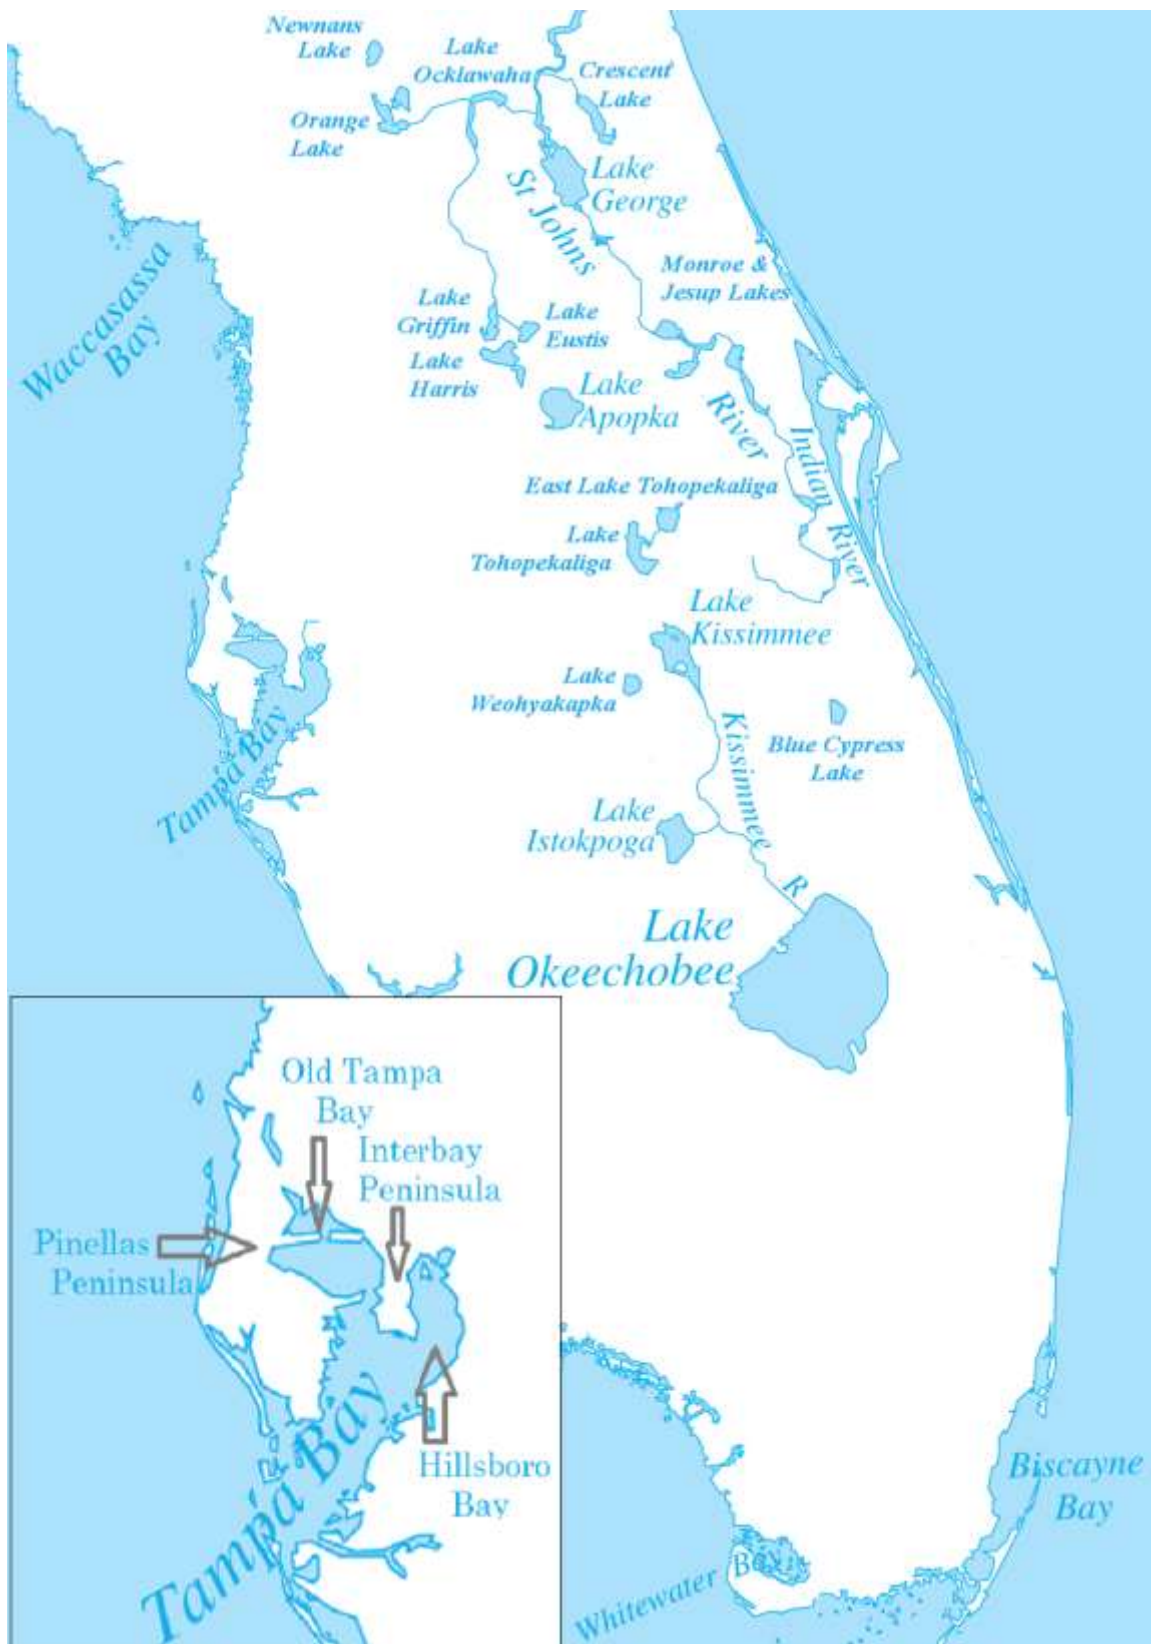 Newnans
Lake
Lake
Ocklawaha
Crescent
Lake
Orange
Lake
Lake
George
St Johns
River
Waccasassa
Bay
Monroe &
Jesup Lakes
Lake
Griffin
Lake
Eustis
Lake
Harris
Lake
Apopka
Indian River
East Lake Tohopekaliga
Lake
Tohopekaliga
Lake
Kissimmee
Lake
Weohyakapka
Kissimmee R
Blue Cypress
Lake
Tampa Bay
Lake
Istokpoga
Lake
Okeechobee
Old Tampa
Bay
Interbay
Peninsula
Pinellas
Peninsula
Tampa Bay
Hillsboro
Bay
Biscayne
Bay
Whitewater Bay